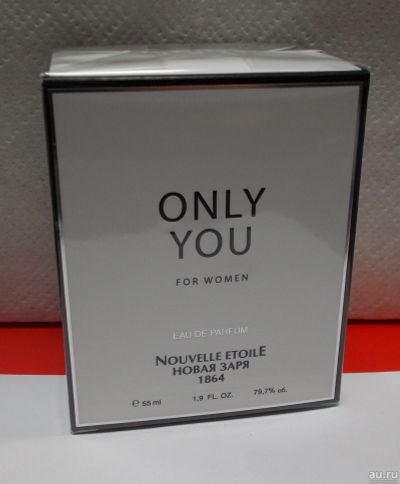 ONLY
YOU
FOR WOMEN
EAU DE PARFUM
NOUVELLE ETOILE
НОВАЯ ЗАРЯ
1864
℮ 55 ml 1,9 FL. OZ. 79,7% об.
au.ru